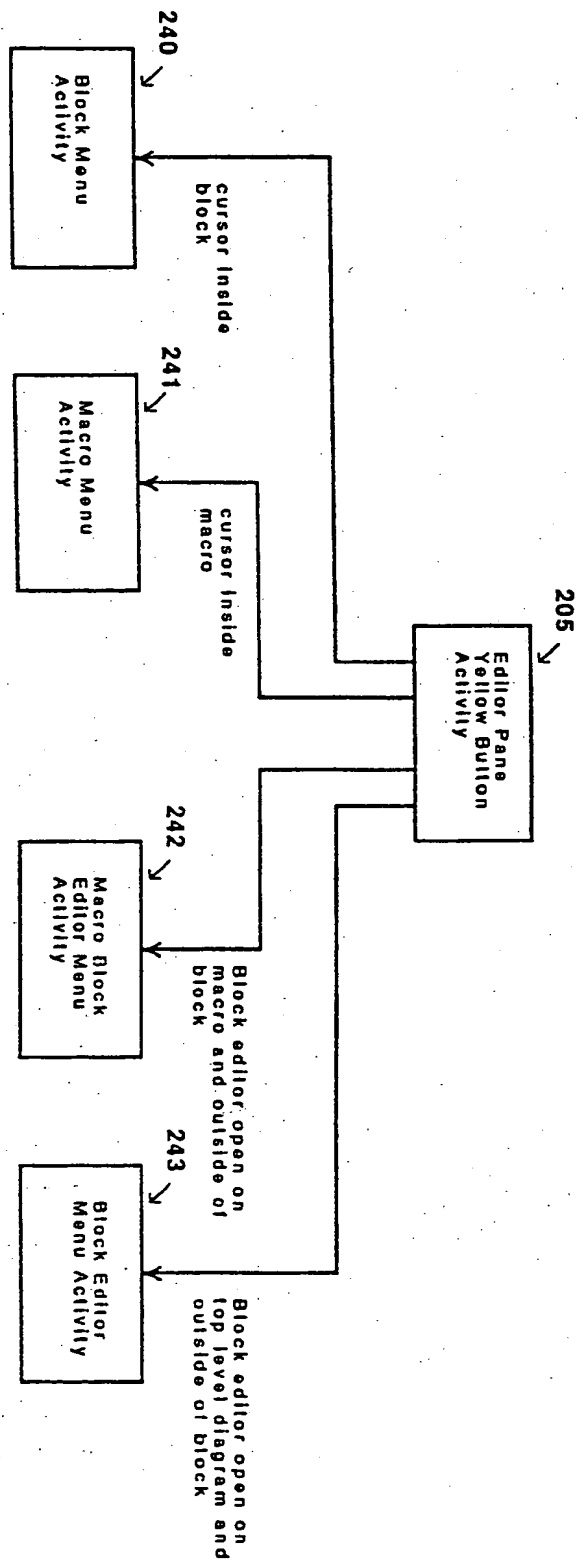 205
Editor Pane
Yellow Button
Activity
cursor inside
block
cursor inside
macro
Block editor open on
macro and outside of
block
Block editor open on
top level diagram and
outside of block
240
Block Menu
Activity
241
Macro Menu
Activity
242
Macro Block
Editor Menu
Activity
243
Block Editor
Menu Activity